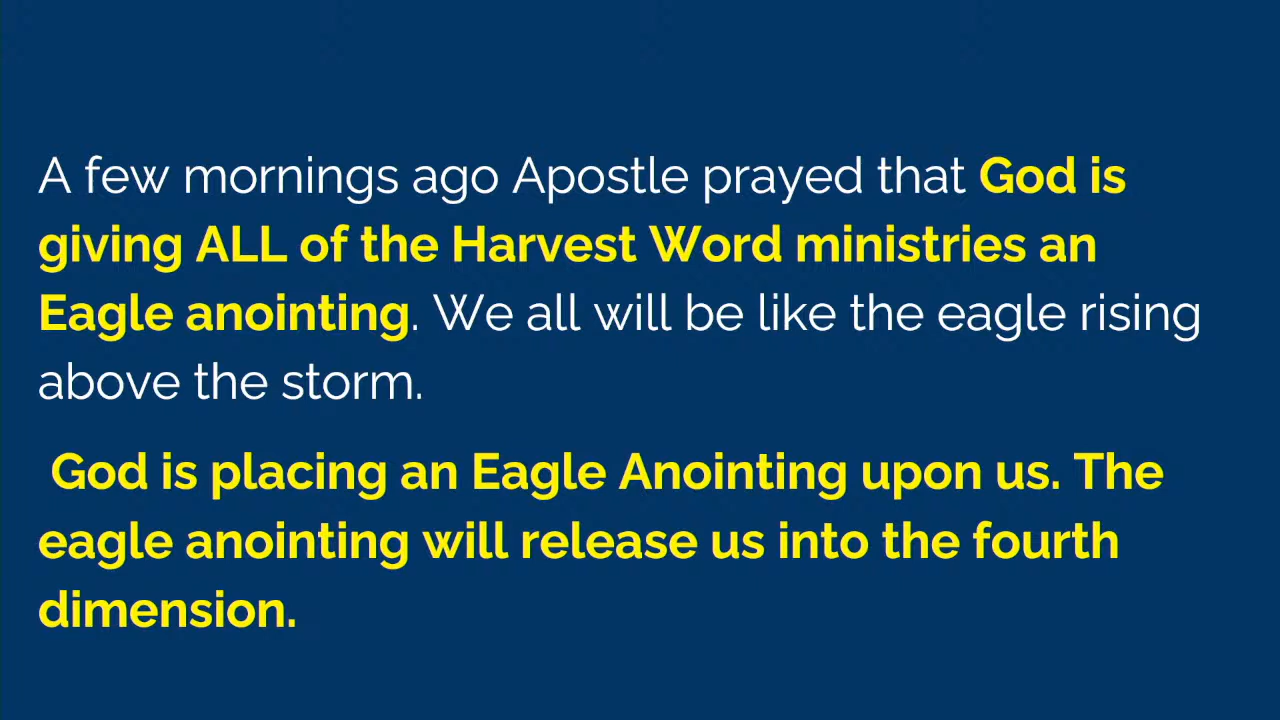 A few mornings ago Apostle prayed that God is
giving ALL of the Harvest Word ministries an
Eagle anointing. We all will be like the eagle rising
above the storm.
God is placing an Eagle Anointing upon us. The
eagle anointing will release us into the fourth
dimension.